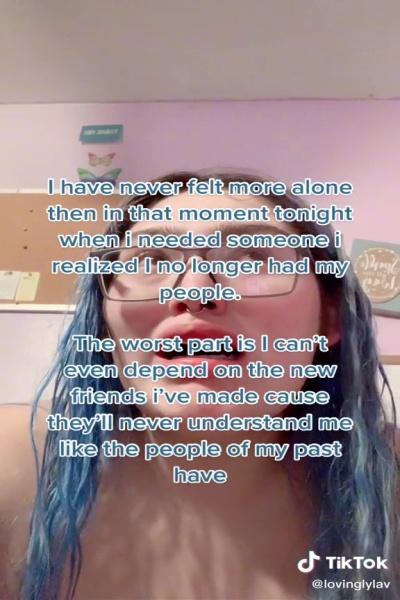 I have never felt more alone
then in that moment tonight
when i needed someone i
realized I no longer had my
people.
The worst part is I can't
even depend on the new
friends i've made cause
they'll never understand me
like the people of my past
have
TikTok
@lovinglylav